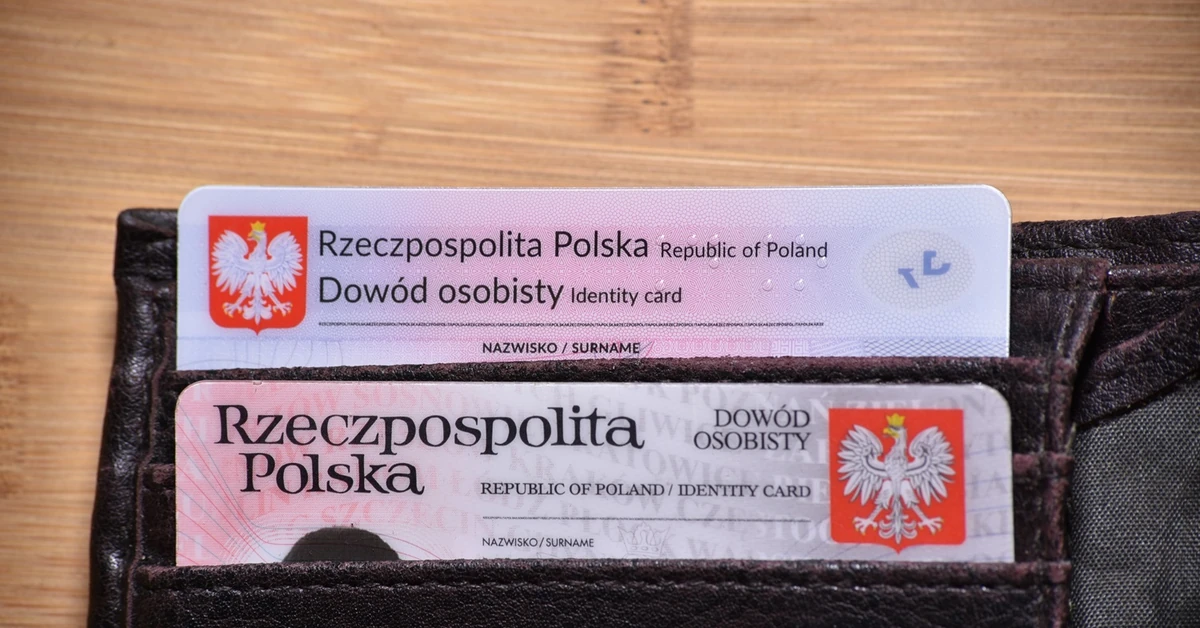 Rzeczpospolita Polska Republic of Poland
Dowód osobisty Identity card
NAZWISKO / SURNAME
Rzeczpospolita
Polska
DOWÓD
OSOBISTY
REPUBLIC OF POLAND / IDENTITY CARD
NAZWISKO / SURNAME